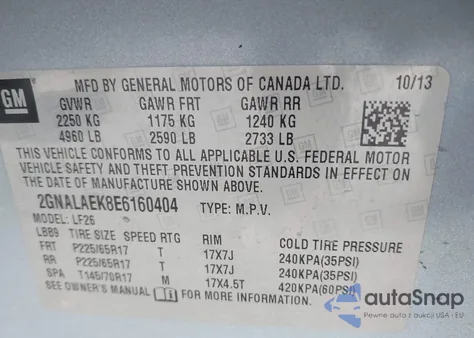 GM
MFD BY GENERAL MOTORS OF CANADA LTD. 10/13
GVWR GAWR FRT GAWR RR
2250 KG 1175 KG 1240 KG
4960 LB 2590 LB 2733 LB
THIS VEHICLE CONFORMS TO ALL APPLICABLE U.S. FEDERAL MOTOR
VEHICLE SAFETY AND THEFT PREVENTION STANDARDS IN EFFECT ON
THE DATE OF MANUFACTURE SHOWN ABOVE.
2GNALAEK8E6160404 TYPE: M.P.V.
MODEL: LF26
LBB9 TIRE SIZE SPEED RTG RIM COLD TIRE PRESSURE
FRT P225/65R17 T 17X7J 240KPA(35PSI)
RR P225/65R17 T 17X7J 240KPA(35PSI)
SPA T145/70R17 M 17X4.5T 420KPA(60PSI)
SEE OWNER'S MANUAL FOR MORE INFORMATION.
autoSnap
Pewne auta z aukcji USA i EU